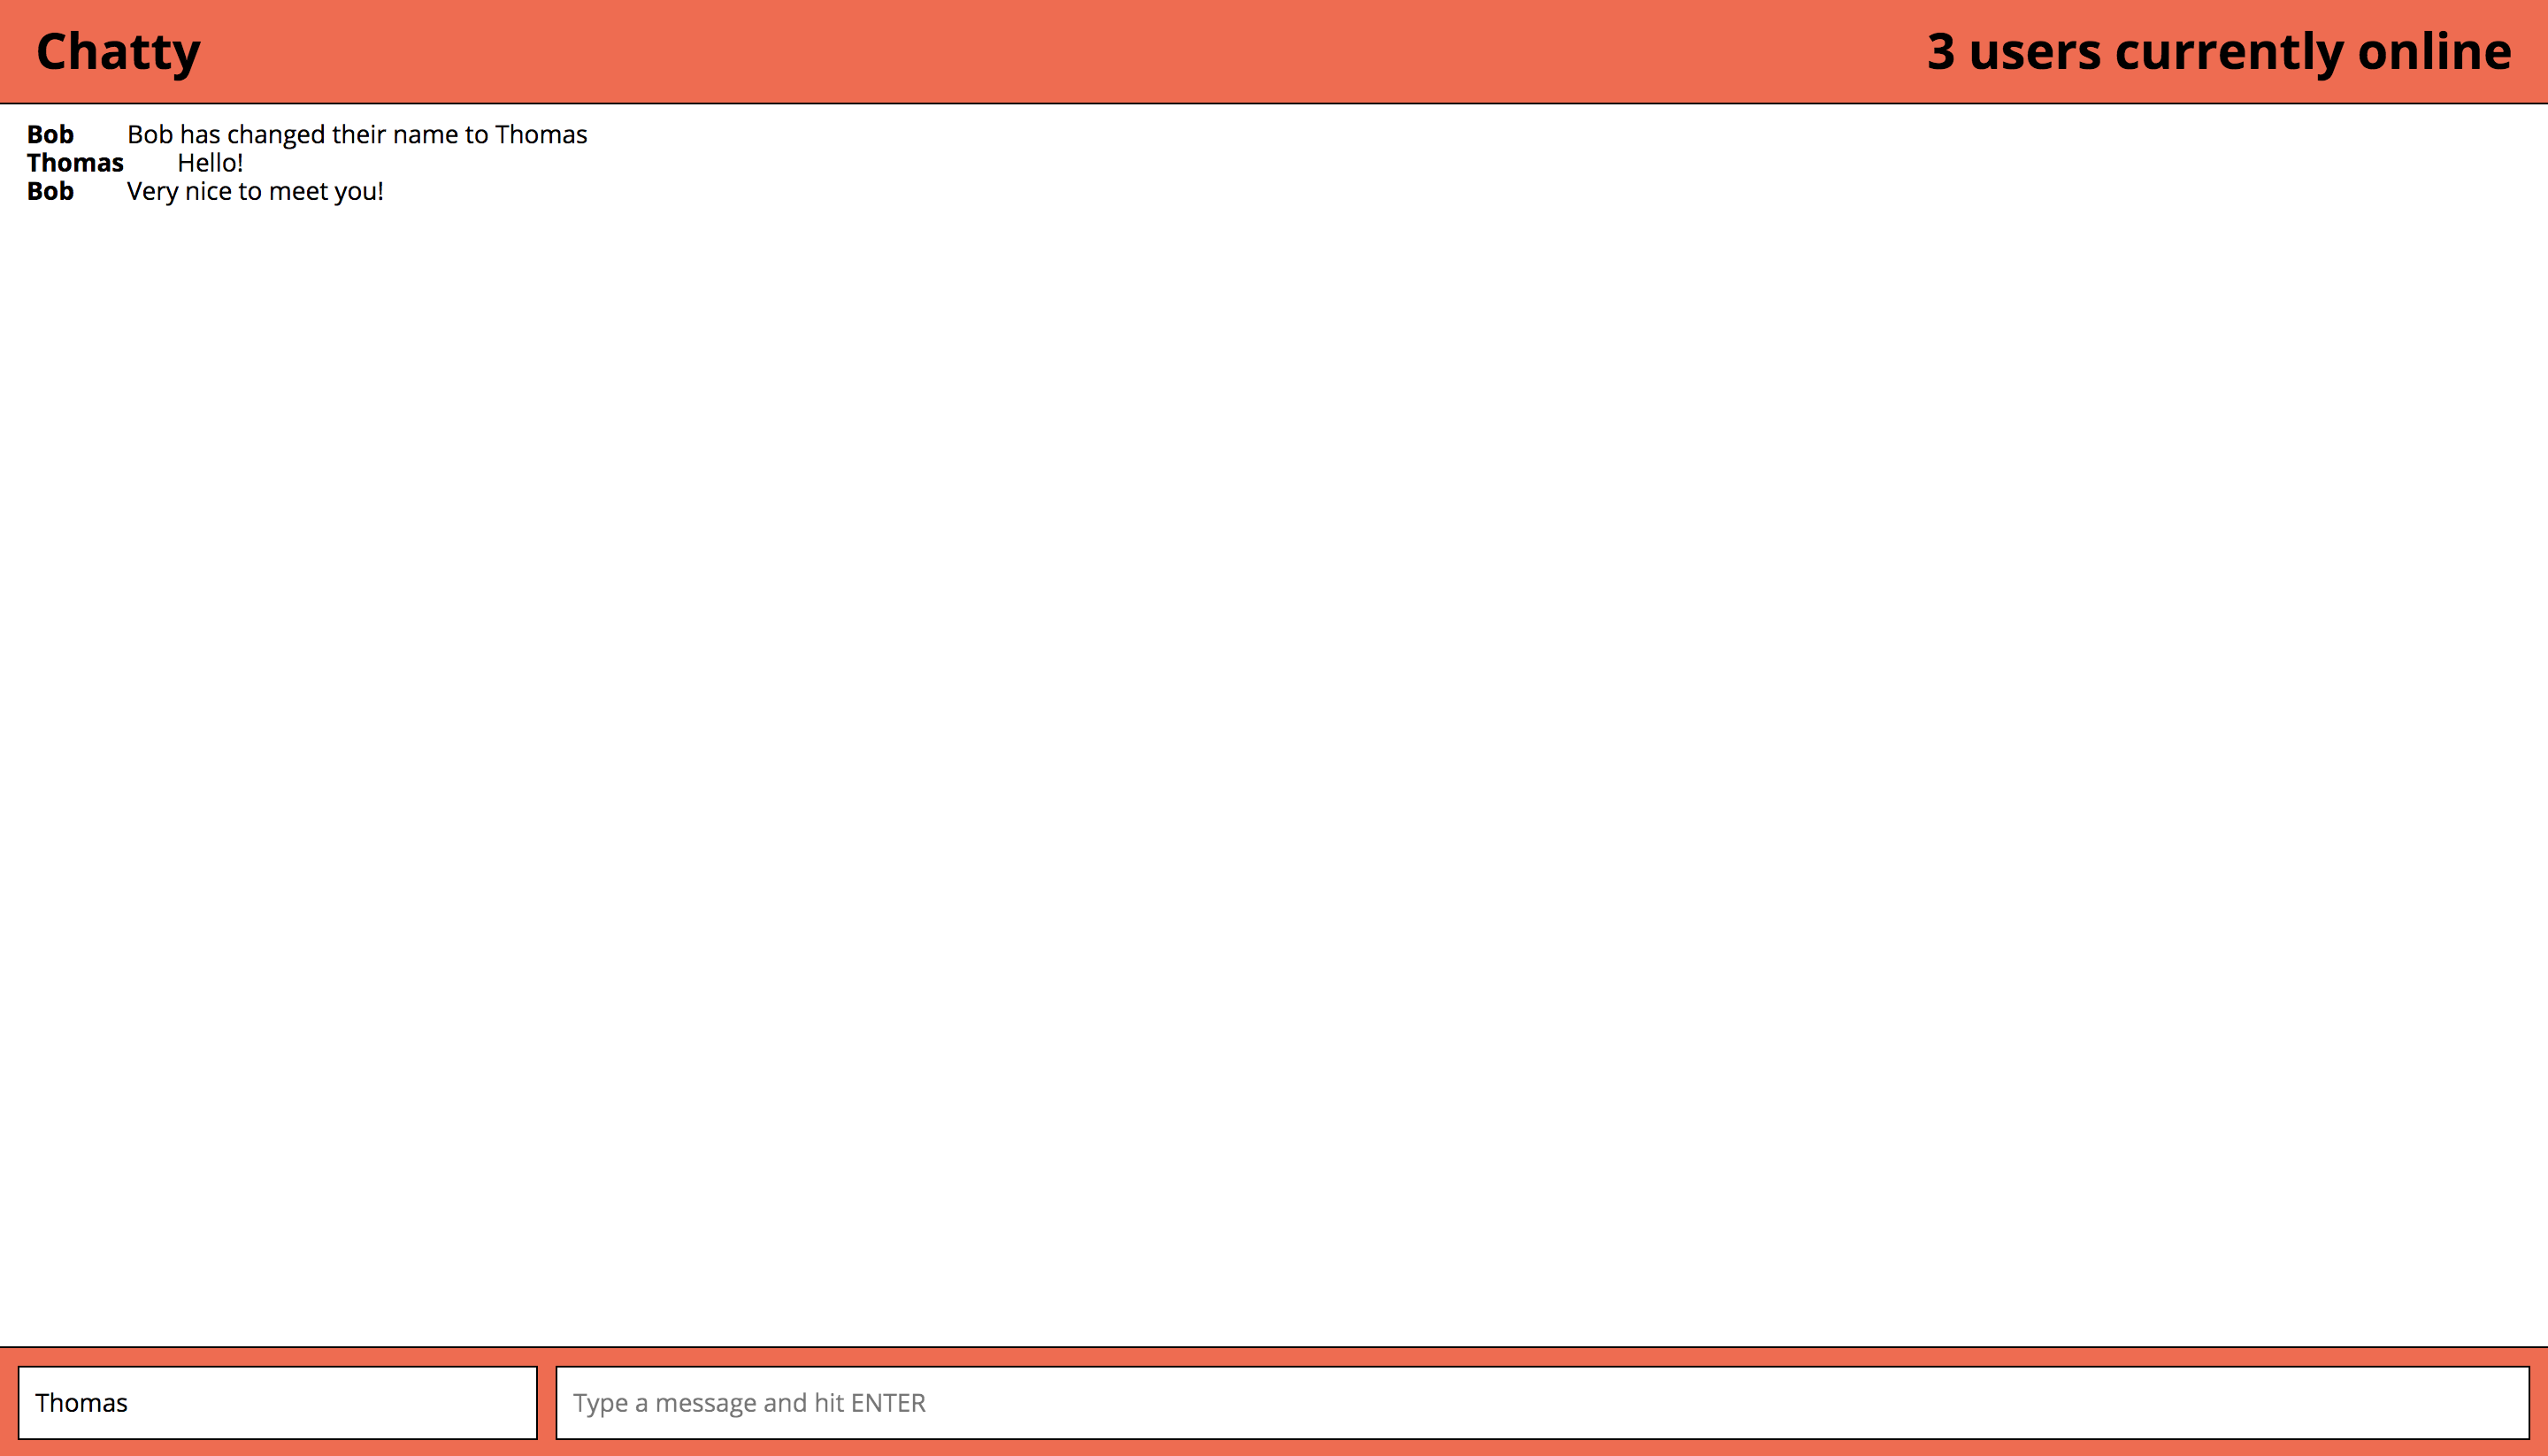 Chatty
3 users currently online
Bob Bob has changed their name to Thomas
Thomas Hello!
Bob Very nice to meet you!
Thomas
Type a message and hit ENTER